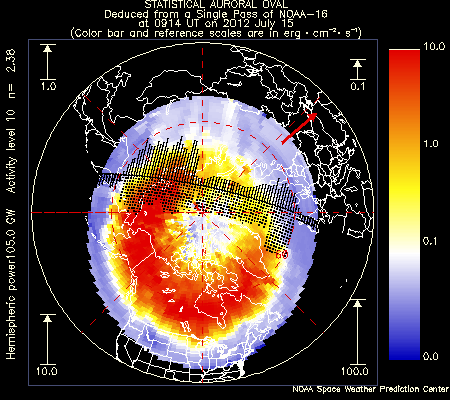 STATISTICAL AURORAL OVAL
Deduced from a Single Pass of NOAA-16
at 0914 UT on 2012 July 15
(Color bar and reference scales are in erg · cm⁻² · s⁻¹)
Hemispheric power105.0 GW Activity level 10 n= 2.38
1.0
0.1
10.0
100.0
10.0
1.0
0.1
0.0
NOAA Space Weather Prediction Center